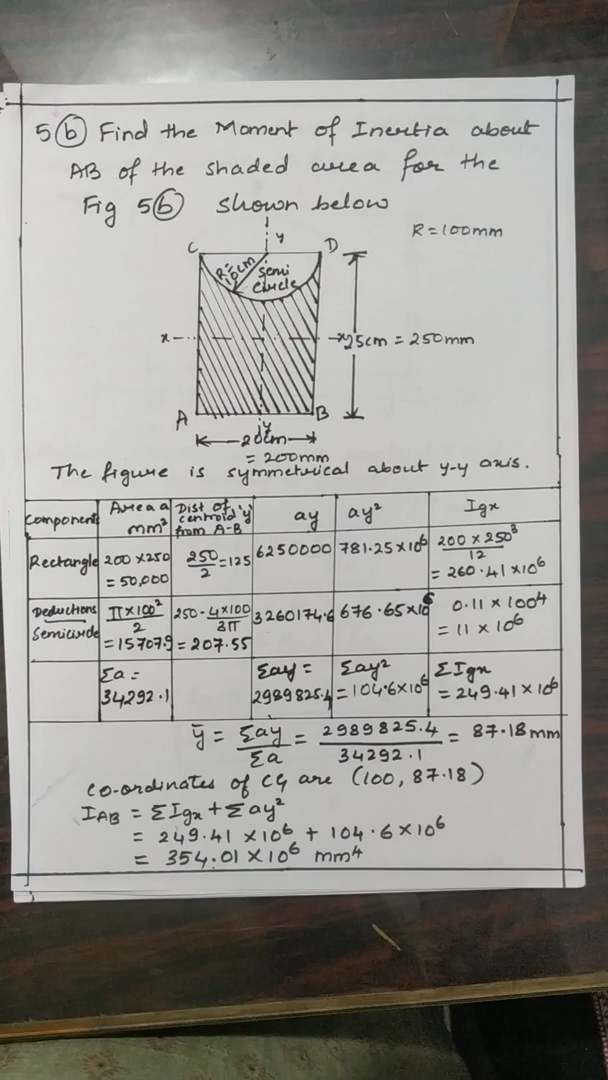 5 (b) Find the Moment of Inertia about
AB of the shaded area for the
Fig 5(b) shown below
R = 100mm
y
C
D
R=10cm
semi
circle
x
x
25cm = 250mm
A
B
y
20cm
= 200mm
The figure is symmetrical about y-y axis.
Components
Area a
mm²
Dist of
centroid 'y'
from A-B
ay
ay²
Igx
Rectangle
200 x250
= 50,000
250/2 = 125
6250000
781.25×10⁶
200 × 250³/12
= 260.41 ×10⁶
Deductions
Semicircle
π×100²/2
= 15707.9
250 - 4×100/3π
= 207.55
3260174.6
676.65×10⁶
0.11 × 100⁴
= 11 × 10⁶
Σa =
34292.1
Σay =
2989825.4
Σay²
= 104.6×10⁶
ΣIgx
= 249.41 × 10⁶
ȳ = Σay/Σa = 2989825.4/34292.1 = 87.18 mm
co-ordinates of CG are (100, 87.18)
IAB = ΣIgx + Σay²
= 249.41 ×10⁶ + 104.6×10⁶
= 354.01 ×10⁶ mm⁴